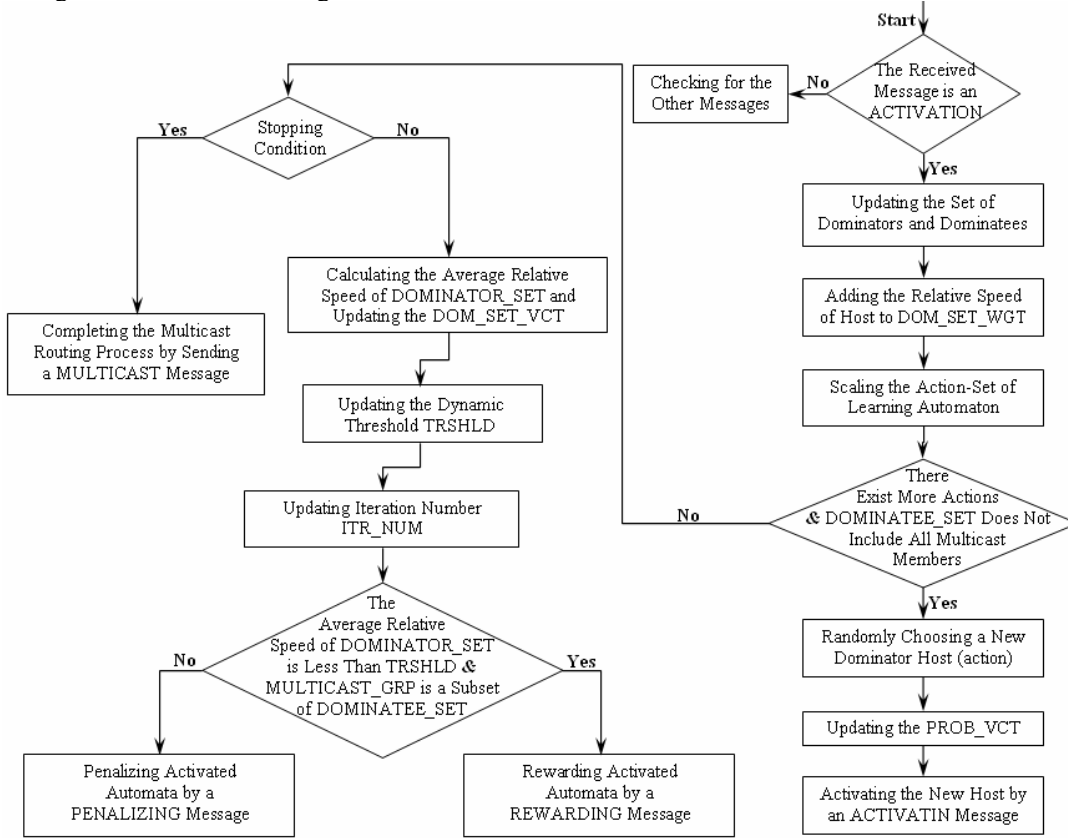 Start
The
Received
Message is an
ACTIVATION
No
Checking for the
Other Messages
Yes
Updating the Set of
Dominators and Dominatees
Adding the Relative Speed
of Host to DOM_SET_WGT
Scaling the Action-Set of
Learning Automaton
There
Exist More Actions
& DOMINATEE_SET Does Not
Include All Multicast
Members
No
Yes
Randomly Choosing a New
Dominator Host (action)
Updating the PROB_VCT
Activating the New Host by
an ACTIVATIN Message
Stopping
Condition
Yes
No
Completing the Multicast
Routing Process by Sending
a MULTICAST Message
Calculating the Average Relative
Speed of DOMINATOR_SET and
Updating the DOM_SET_VCT
Updating the Dynamic
Threshold TRSHLD
Updating Iteration Number
ITR_NUM
The
Average Relative
Speed of DOMINATOR_SET
is Less Than TRSHLD &
MULTICAST_GRP is a Subset
of DOMINATEE_SET
No
Yes
Penalizing Activated
Automata by a
PENALIZING Message
Rewarding Activated
Automata by a
REWARDING Message